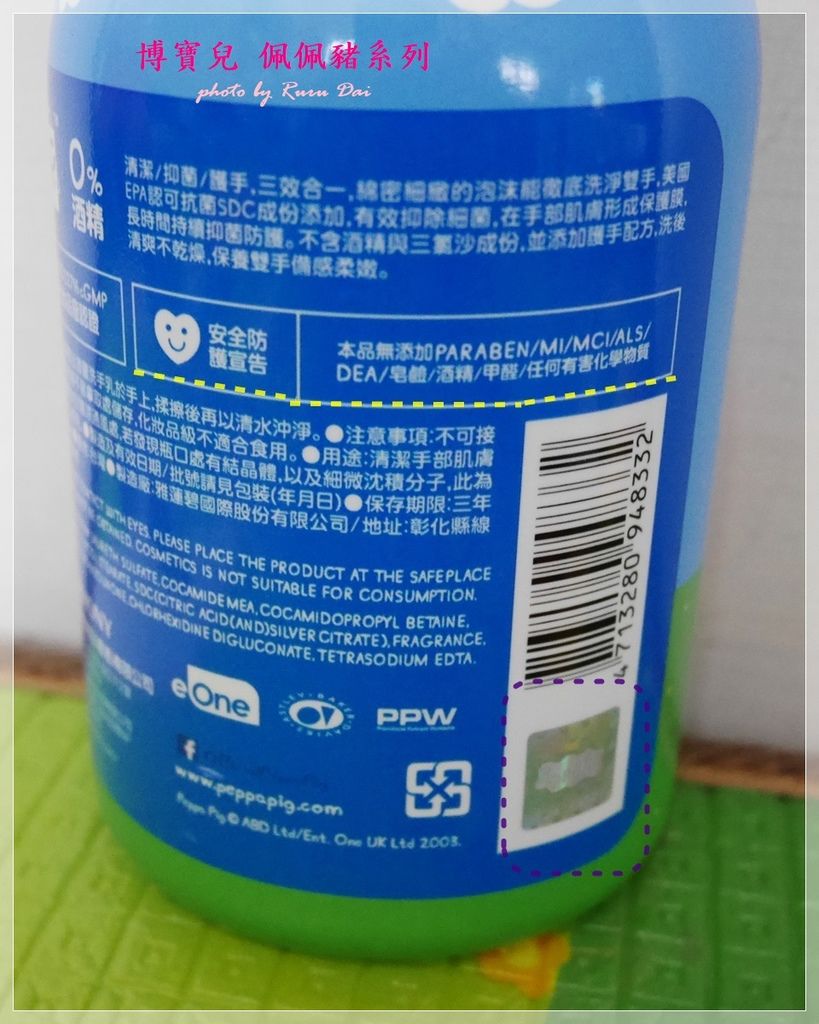 博寶兒 佩佩豬系列
photo by Ruru Dai
0%
酒精
清潔/抑菌/護手,三效合一,綿密細緻的泡沫能徹底洗淨雙手,美國
EPA認可抗菌SDC成份添加,有效抑除細菌,在手部肌膚形成保護膜,
長時間持續抑菌防護。不含酒精與三氯沙成份,並添加護手配方,洗後
清爽不乾燥,保養雙手備感柔嫩。
cGMP
安全防
護宣告
本品無添加PARABEN/MI/MCI/ALS/
DEA/皂鹼/酒精/甲醛/任何有害化學物質
洗手乳於手上,搓擦後再以清水沖淨。●注意事項:不可接
處儲存,化妝品級不適合食用。●用途:清潔手部肌膚
處,若發現瓶口處有結晶體,以及細微沈積分子,此為
及有效日期/批號請見包裝(年月日)●保存期限:三年
●製造廠:雅蓮碧國際股份有限公司/地址:彰化縣線
WITH EYES. PLEASE PLACE THE PRODUCT AT THE SAFEPLACE
COSMETICS IS NOT SUITABLE FOR CONSUMPTION.
SULFATE, COCAMIDE MEA, COCAMIDOPROPYL BETAINE,
SDC(CITRIC ACID(AND)SILVER CITRATE), FRAGRANCE,
CHLORHEXIDINE DIGLUCONATE, TETRASODIUM EDTA.
4 713280 948332
eOne
PPW
www.peppapig.com
Peppa Pig © ABD Ltd/Ent. One UK Ltd 2003.